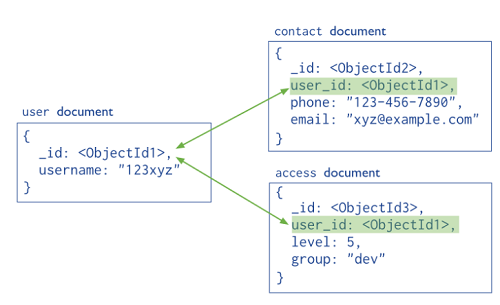 contact document
{
_id: <ObjectId2>,
user_id: <ObjectId1>,
phone: "123-456-7890",
email: "xyz@example.com"
}
user document
{
_id: <ObjectId1>,
username: "123xyz"
}
access document
{
_id: <ObjectId3>,
user_id: <ObjectId1>,
level: 5,
group: "dev"
}